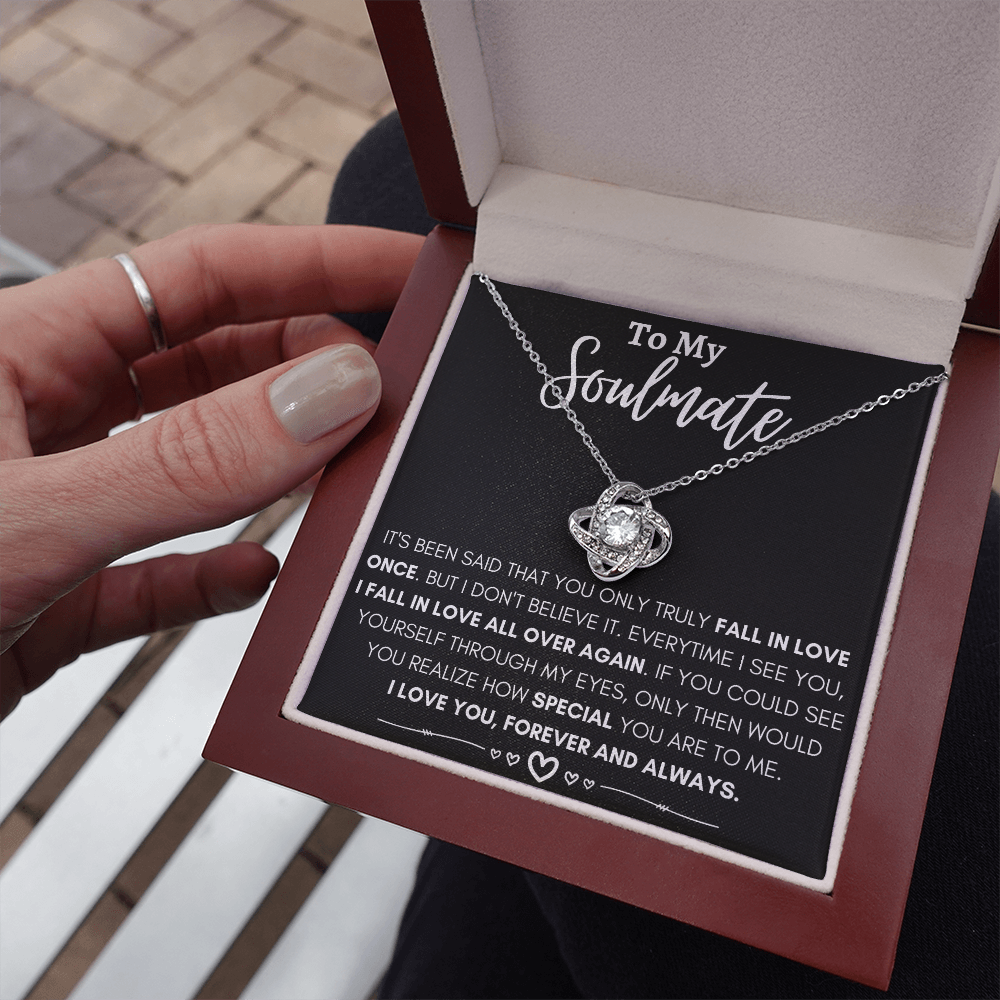 To My
Soulmate
IT'S BEEN SAID THAT YOU ONLY TRULY FALL IN LOVE
ONCE. BUT I DON'T BELIEVE IT. EVERYTIME I SEE YOU,
I FALL IN LOVE ALL OVER AGAIN. IF YOU COULD SEE
YOURSELF THROUGH MY EYES, ONLY THEN WOULD
YOU REALIZE HOW SPECIAL YOU ARE TO ME.
I LOVE YOU, FOREVER AND ALWAYS.